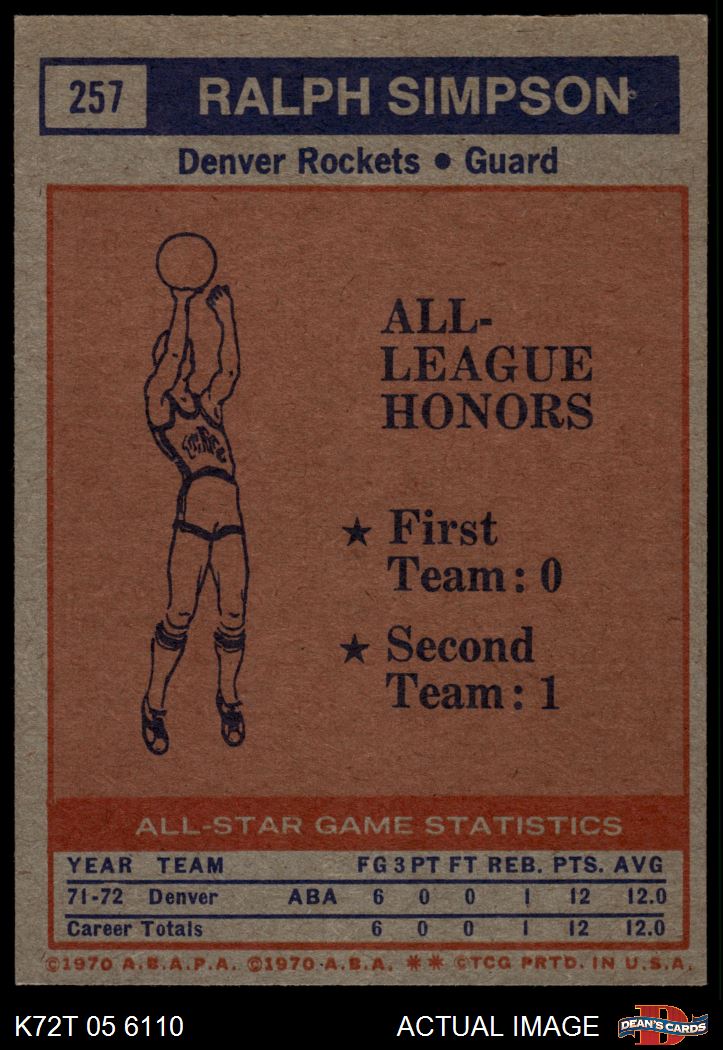 257 RALPH SIMPSON
Denver Rockets • Guard
ALL-
LEAGUE
HONORS
★ First
Team: 0
★ Second
Team: 1
ALL-STAR GAME STATISTICS
YEAR TEAM FG 3PT FT REB. PTS. AVG
71-72 Denver ABA 6 0 0 1 12 12.0
Career Totals 6 0 0 1 12 12.0
©1970 A.B.A.P.A. ©1970 A.B.A. ✱✱ ©TCG PRTD. IN U.S.A.
K72T 05 6110 ACTUAL IMAGE D DEAN'S CARDS